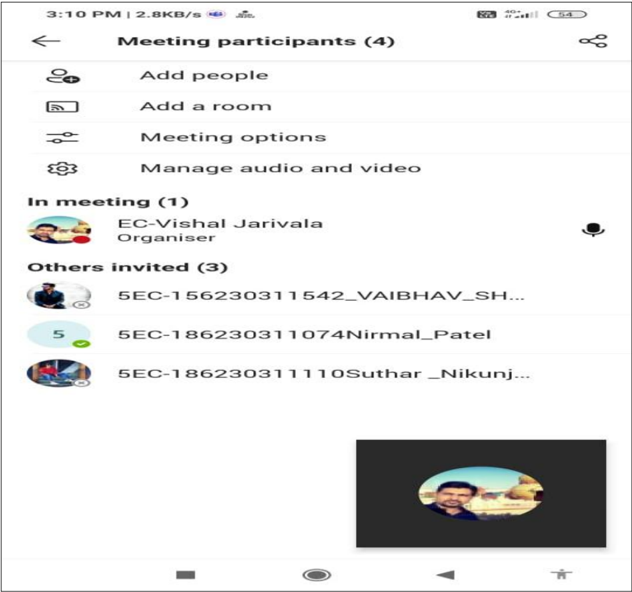 3:10 PM | 2.8KB/s
4G+
54
Meeting participants (4)
Add people
Add a room
Meeting options
Manage audio and video
In meeting (1)
EC-Vishal Jarivala
Organiser
Others invited (3)
5EC-156230311542_VAIBHAV_SH...
5
5EC-186230311074Nirmal_Patel
5EC-186230311110Suthar _Nikunj...